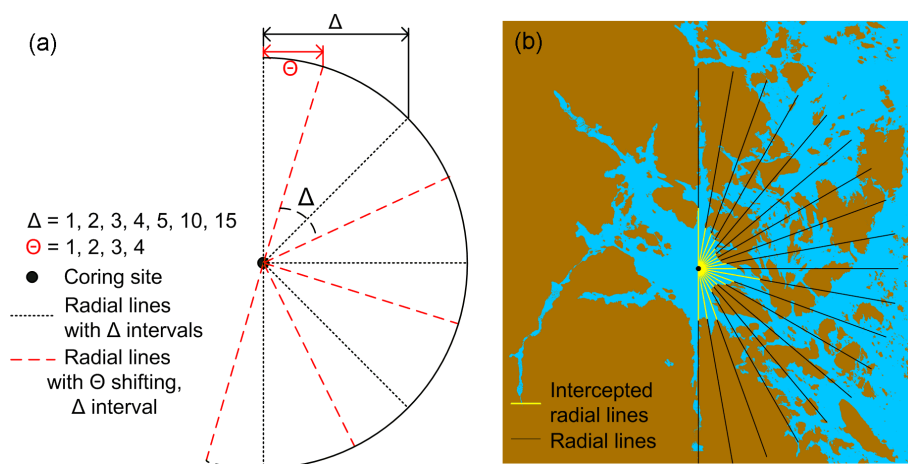 (a)
Δ
Θ
Δ
Δ = 1, 2, 3, 4, 5, 10, 15
Θ = 1, 2, 3, 4
Coring site
Radial lines
with Δ intervals
Radial lines
with Θ shifting,
Δ interval
(b)
Intercepted
radial lines
Radial lines